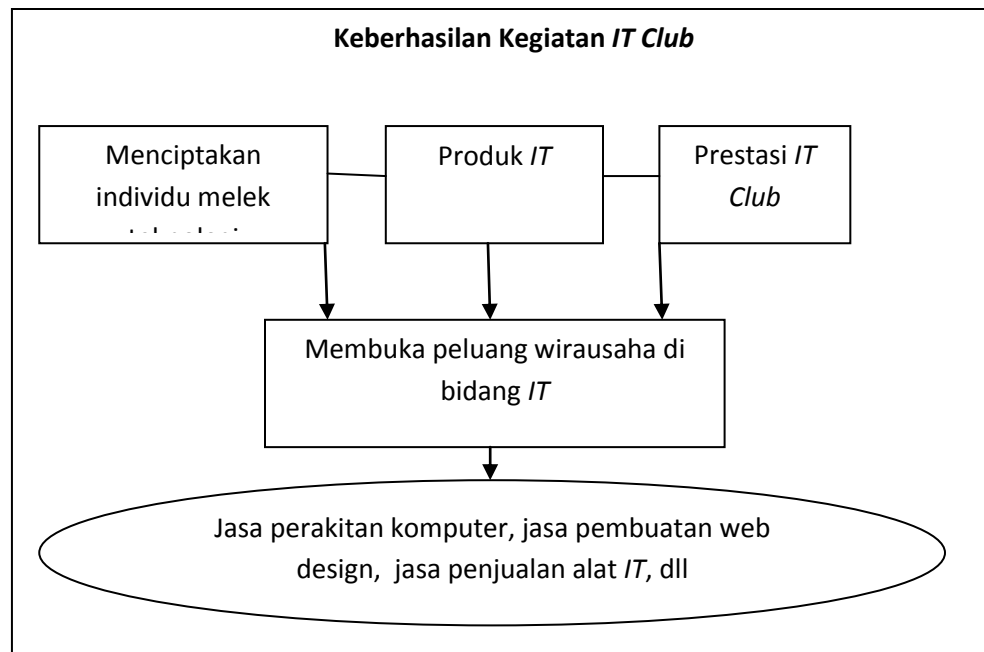 Keberhasilan Kegiatan IT Club
Menciptakan
individu melek
Produk IT
Prestasi IT
Club
Membuka peluang wirausaha di
bidang IT
Jasa perakitan komputer, jasa pembuatan web
design,  jasa penjualan alat IT, dll